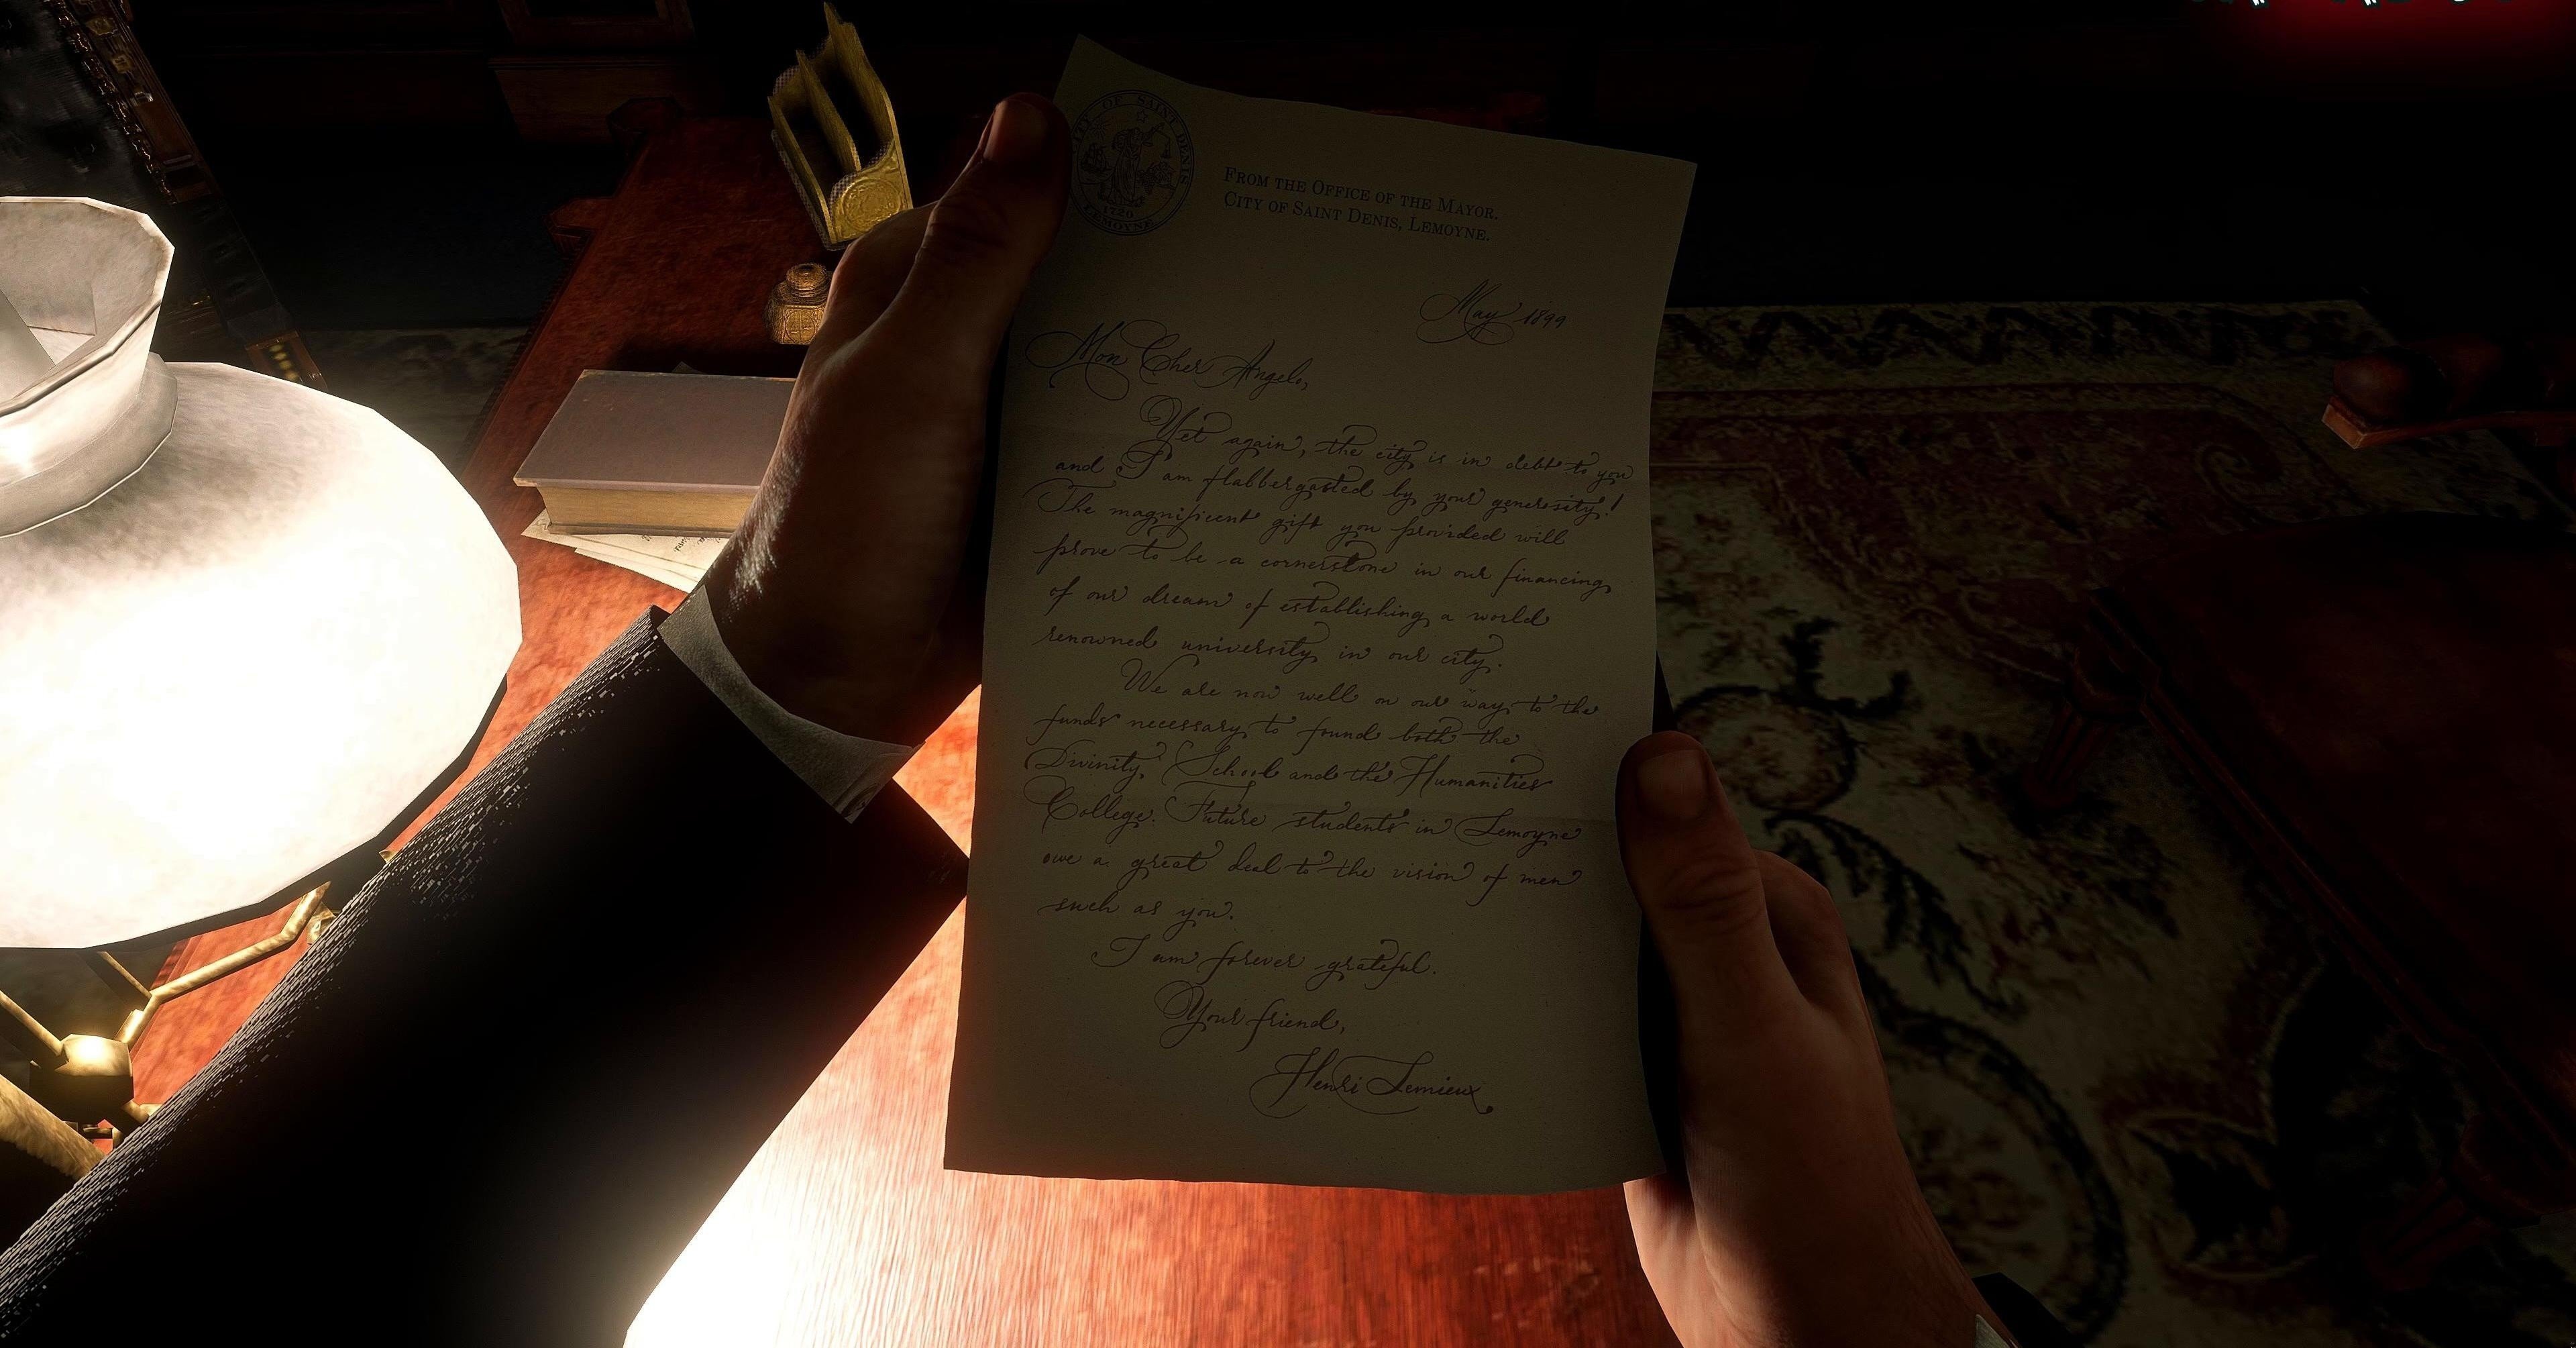 CITY OF SAINT DENIS
1720
LEMOYNE
FROM THE OFFICE OF THE MAYOR.
CITY OF SAINT DENIS, LEMOYNE.
May 1899
Mon Cher Angelo,
Yet again, the city is in debt to you
and I am flabbergasted by your generosity!
The magnificent gift you provided will
prove to be a cornerstone in our financing
of our dream of establishing a world
renowned university in our city.
We are now well on our way to the
funds necessary to found both the
Divinity School and the Humanities
College. Future students in Lemoyne
owe a great deal to the vision of men
such as you.
I am forever grateful.
Your friend,
Henri Lemieux